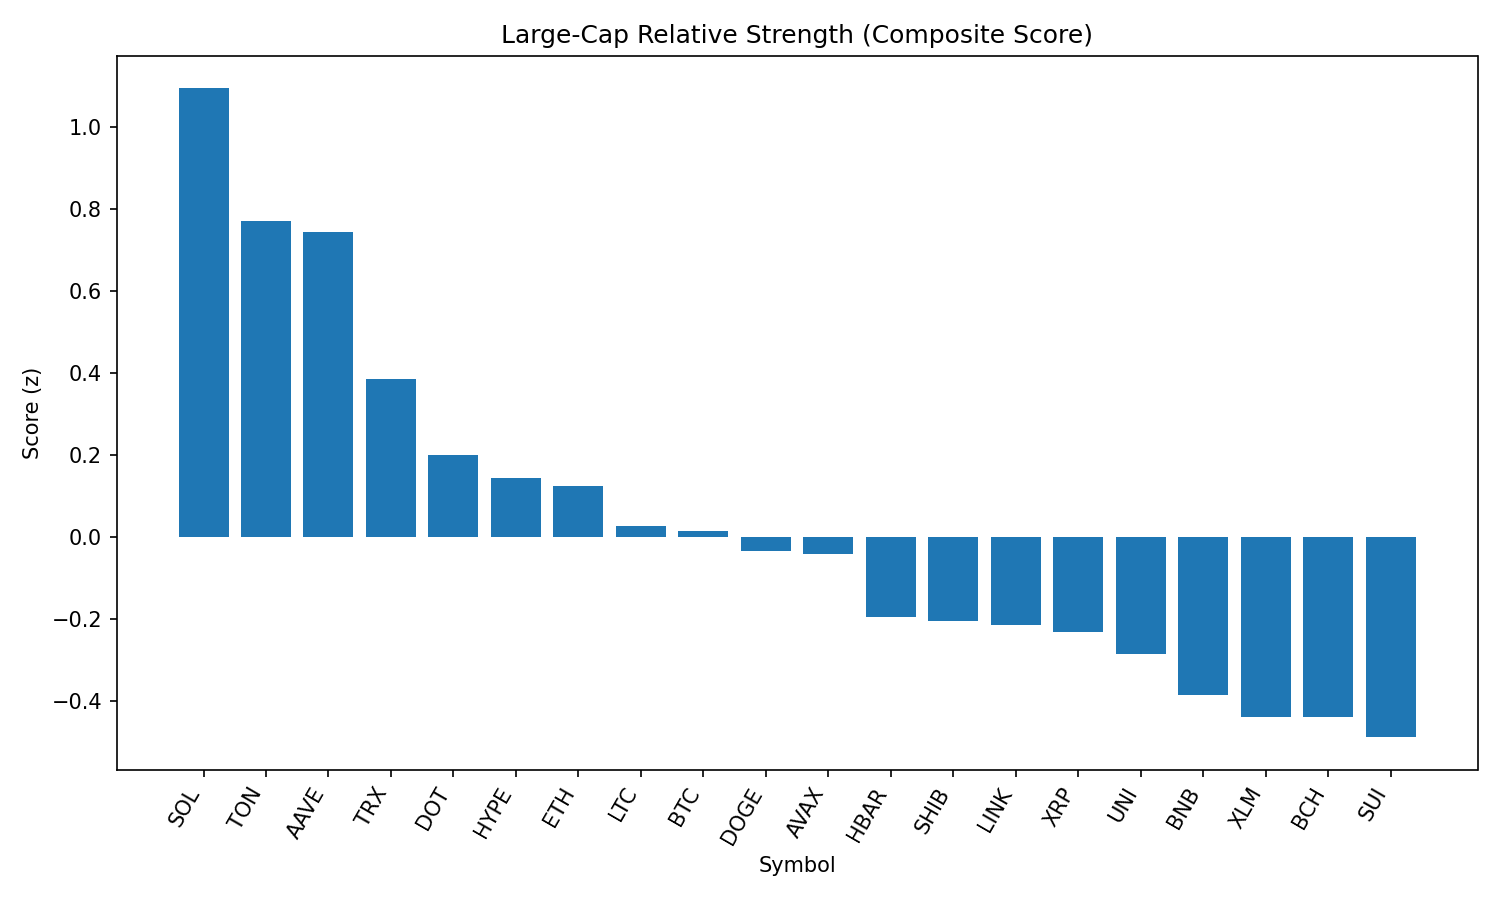 Large-Cap Relative Strength (Composite Score)
1.0
0.8
0.6
0.4
0.2
0.0
−0.2
−0.4
Score (z)
SOL
TON
AAVE
TRX
DOT
HYPE
ETH
LTC
BTC
DOGE
AVAX
HBAR
SHIB
LINK
XRP
UNI
BNB
XLM
BCH
SUI
Symbol